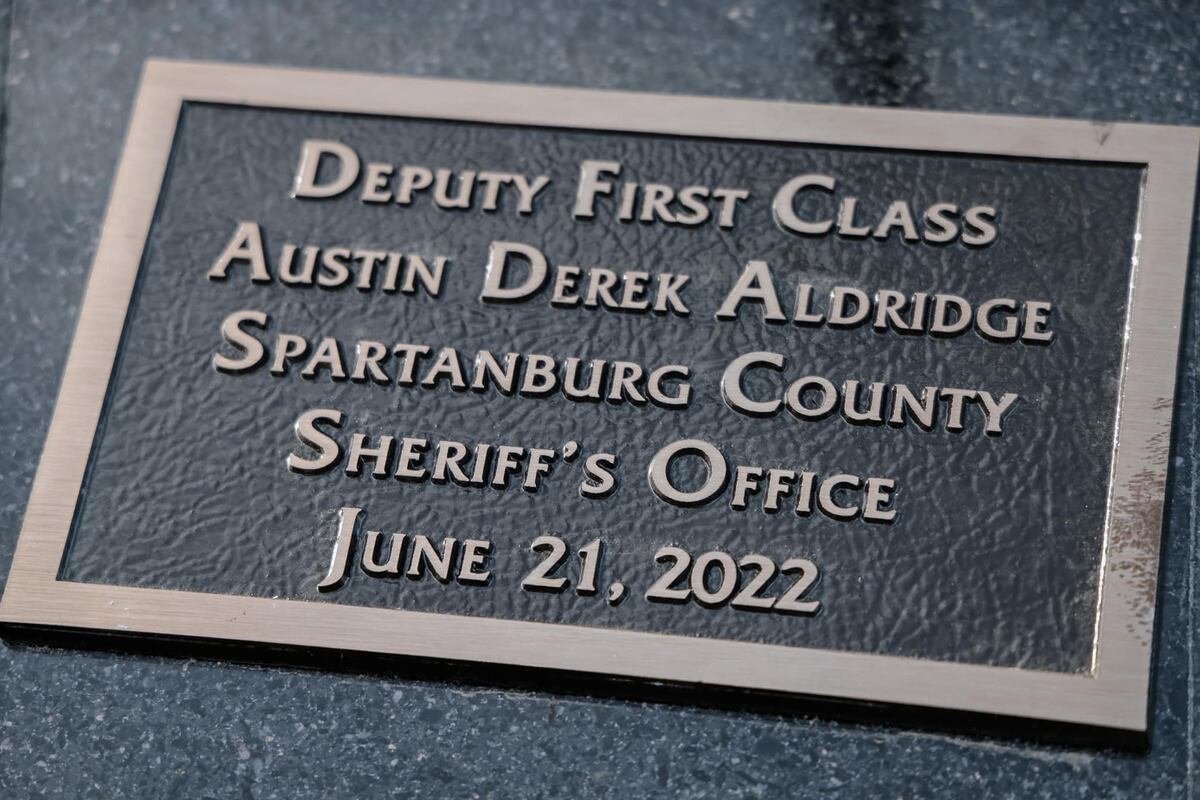 Deputy First Class
Austin Derek Aldridge
Spartanburg County
Sheriff's Office
June 21, 2022